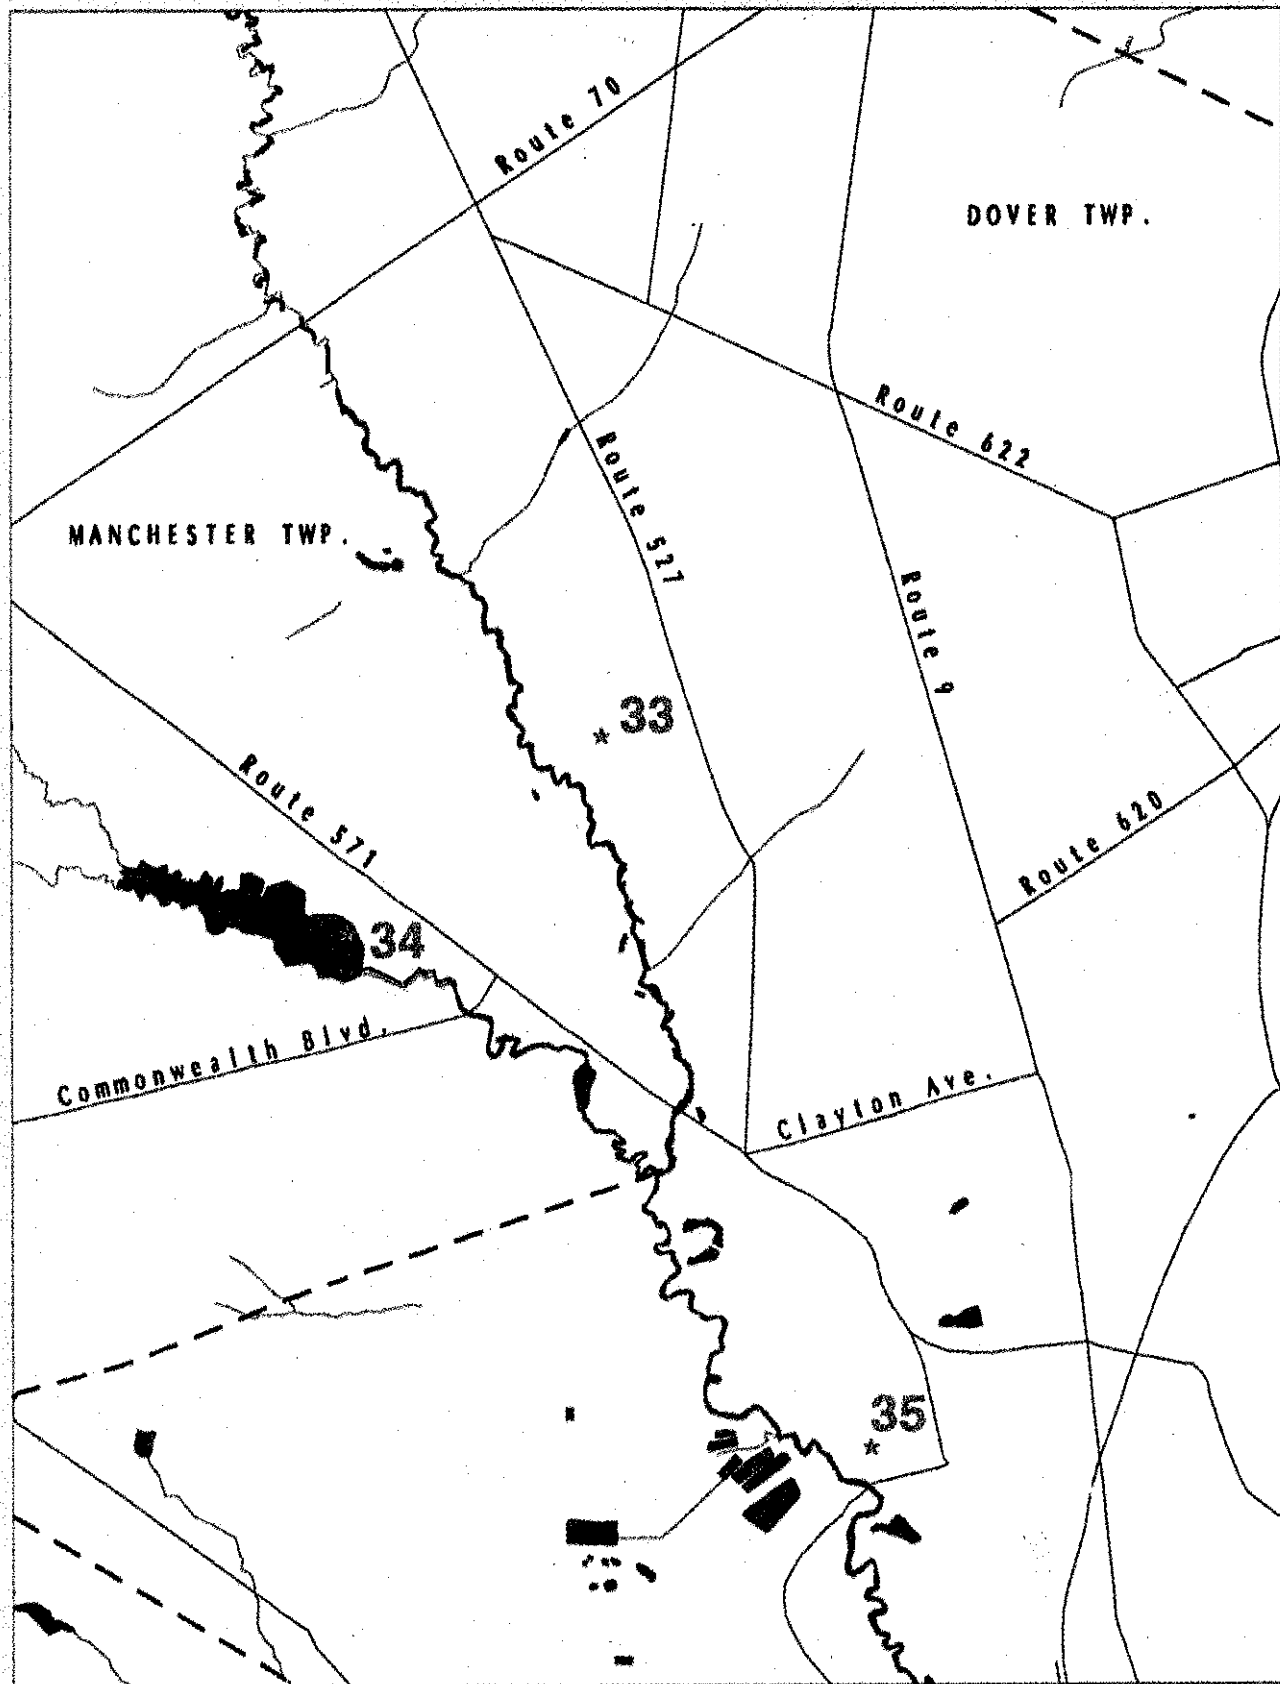 Route 70
DOVER TWP.
Route 622
MANCHESTER TWP.
Route 527
Route 9
33
Route 571
Route 620
34
Commonwealth Blvd.
Clayton Ave.
35